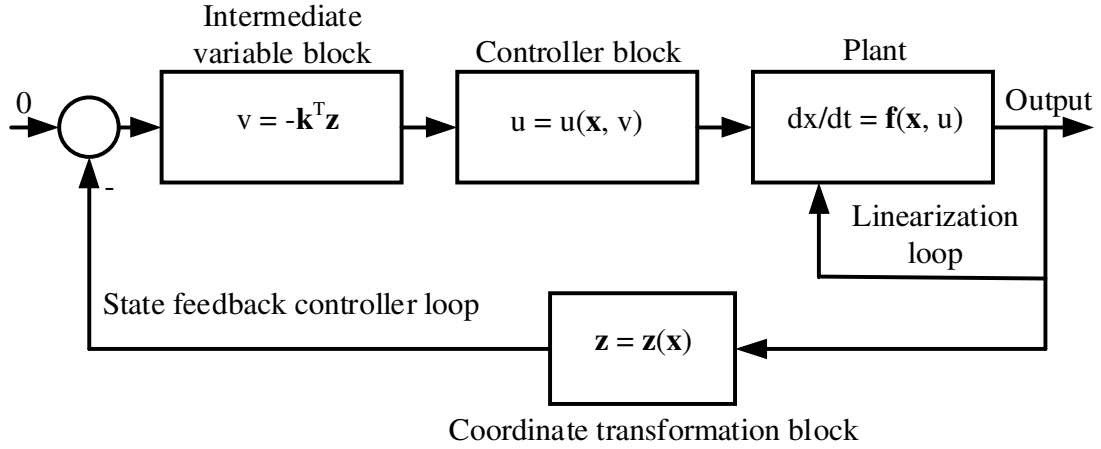 Intermediate
variable block
Controller block
Plant
0
v = -kᵀz
u = u(x, v)
dx/dt = f(x, u)
Output
-
Linearization
loop
State feedback controller loop
z = z(x)
Coordinate transformation block